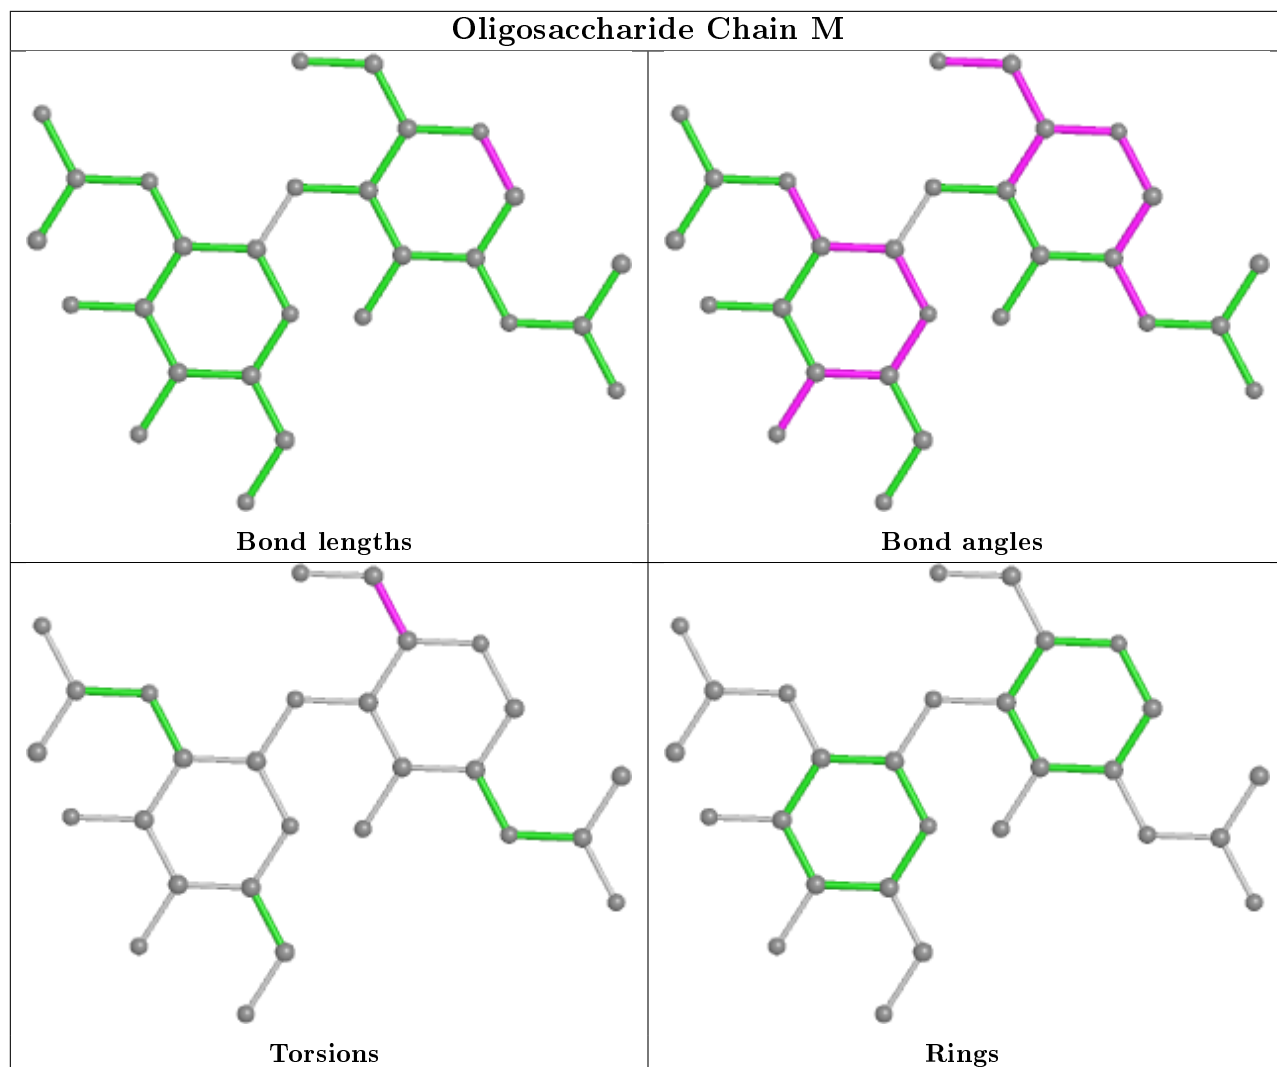 Oligosaccharide Chain M
Bond lengths
Bond angles
Torsions
Rings